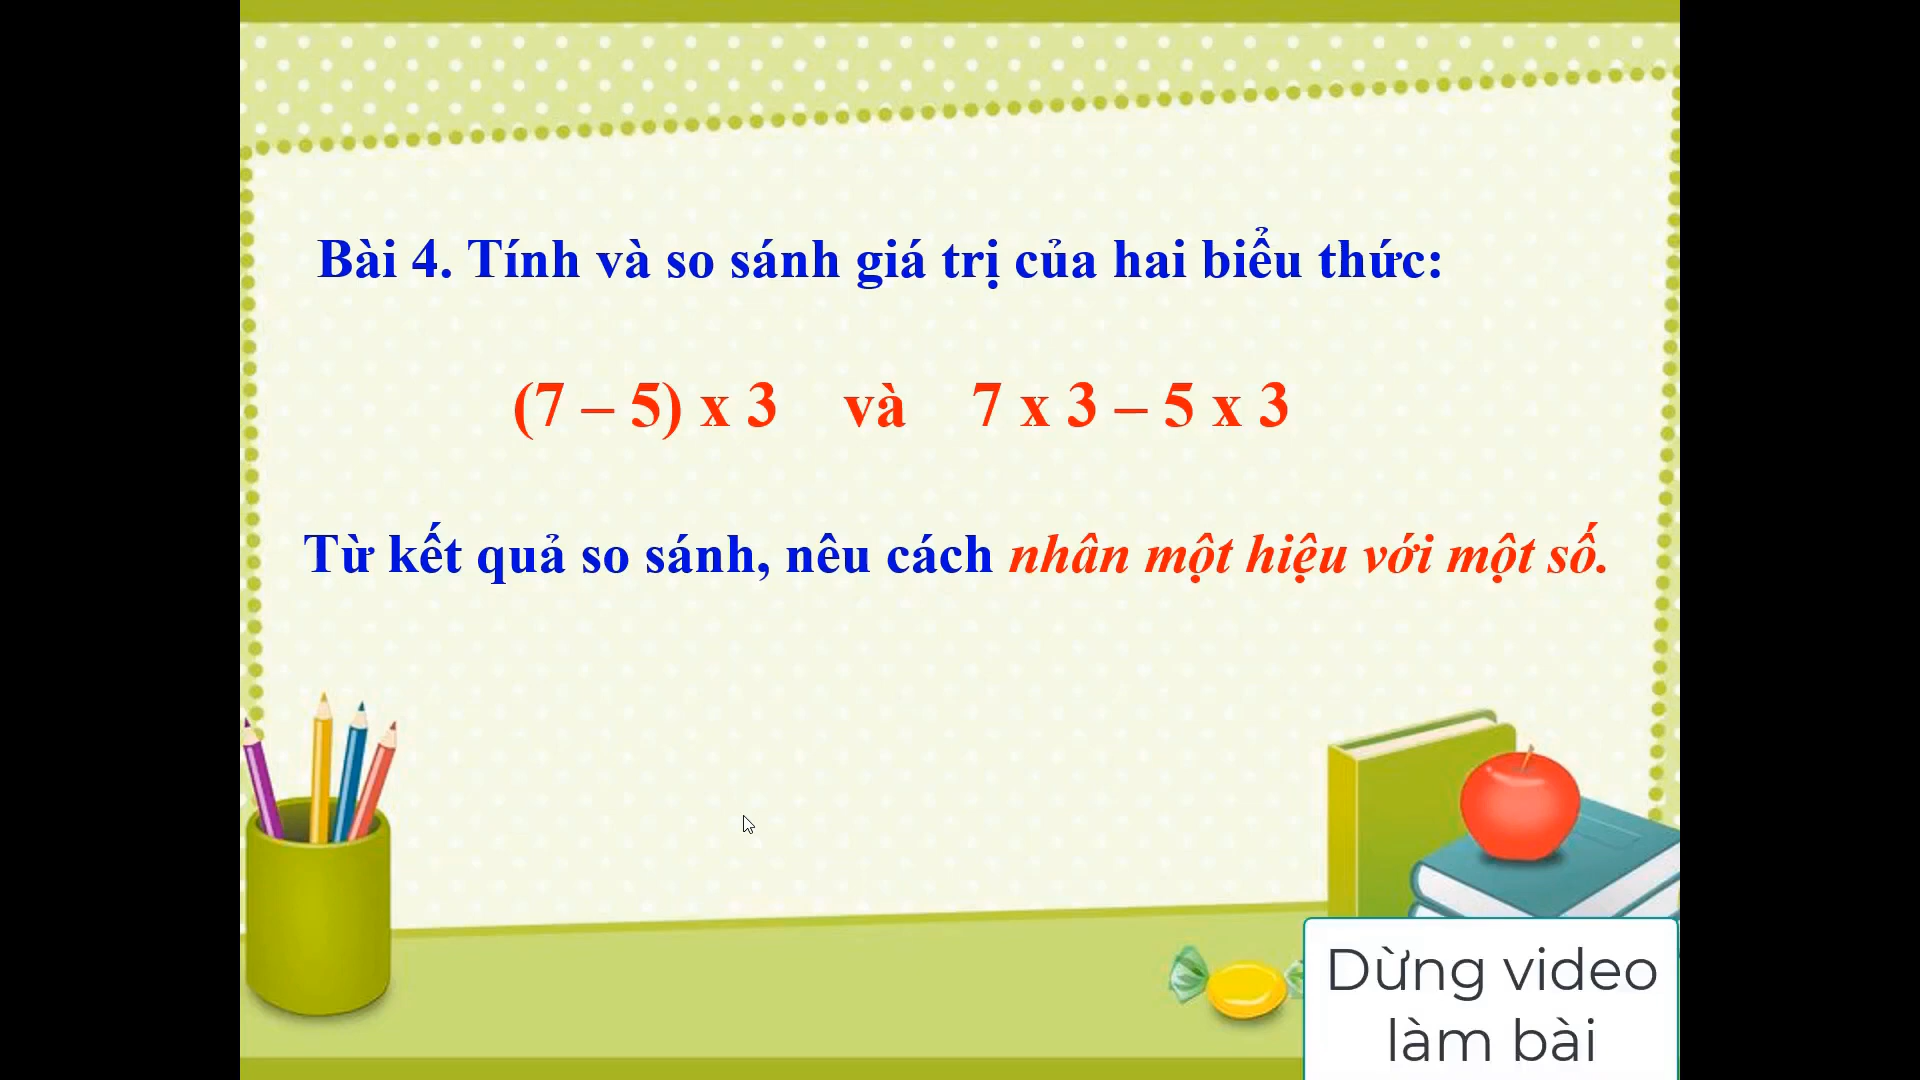 Bài 4. Tính và so sánh giá trị của hai biểu thức:
(7 – 5) x 3 và 7 x 3 – 5 x 3
Từ kết quả so sánh, nêu cách nhân một hiệu với một số.
Dừng video
làm bài